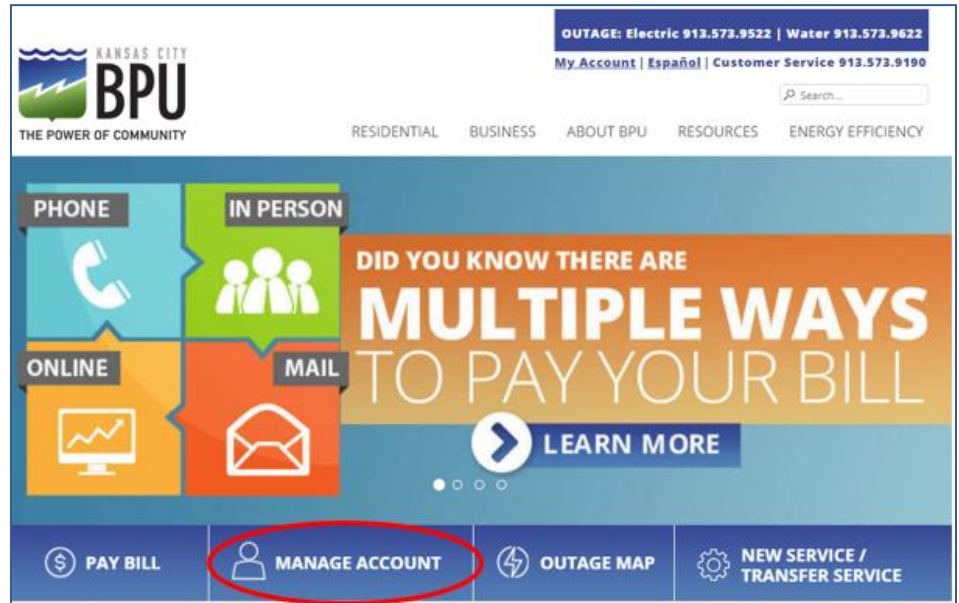 OUTAGE: Electric 913.573.9522 | Water 913.573.9622
My Account | Español | Customer Service 913.573.9190
KANSAS CITY
BPU
THE POWER OF COMMUNITY
Search...
RESIDENTIAL BUSINESS ABOUT BPU RESOURCES ENERGY EFFICIENCY
PHONE
IN PERSON
ONLINE
MAIL
DID YOU KNOW THERE ARE
MULTIPLE WAYS
TO PAY YOUR BILL
LEARN MORE
$ PAY BILL
MANAGE ACCOUNT
OUTAGE MAP
NEW SERVICE /
TRANSFER SERVICE